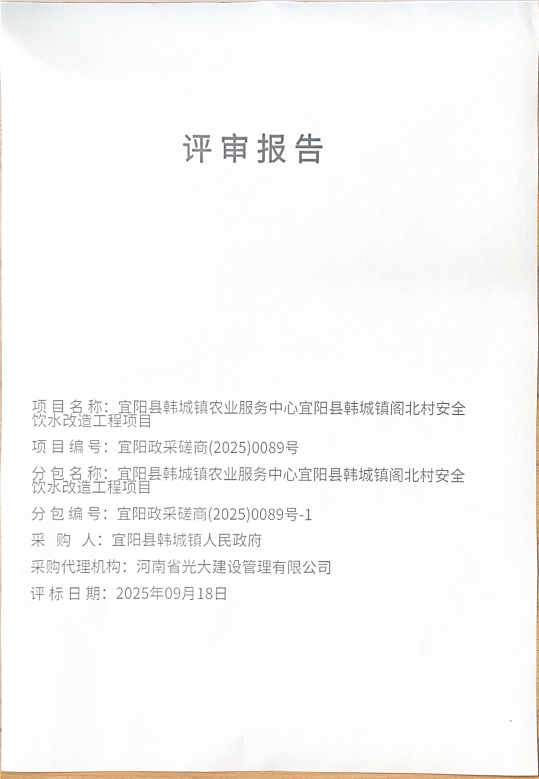 评审报告
项目名称：宜阳县韩城镇农业服务中心宜阳县韩城镇阁北村安全
饮水改造工程项目
项目编号：宜阳政采磋商(2025)0089号
分包名称：宜阳县韩城镇农业服务中心宜阳县韩城镇阁北村安全
饮水改造工程项目
分包编号：宜阳政采磋商(2025)0089号-1
采 购 人：宜阳县韩城镇人民政府
采购代理机构：河南省光大建设管理有限公司
评标日期：2025年09月18日